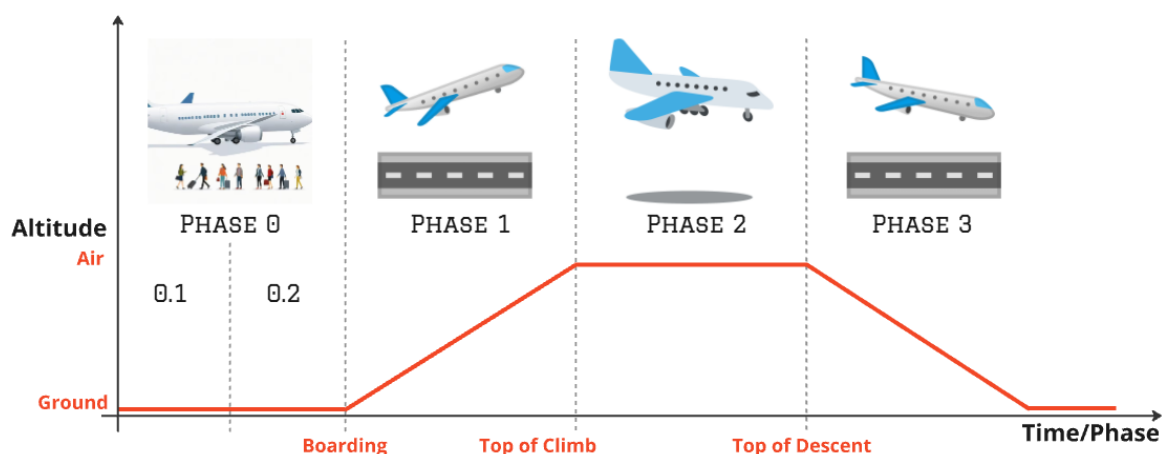 PHASE 0
PHASE 1
PHASE 2
PHASE 3
Altitude
Air
0.1
0.2
Ground
Boarding
Top of Climb
Top of Descent
Time/Phase